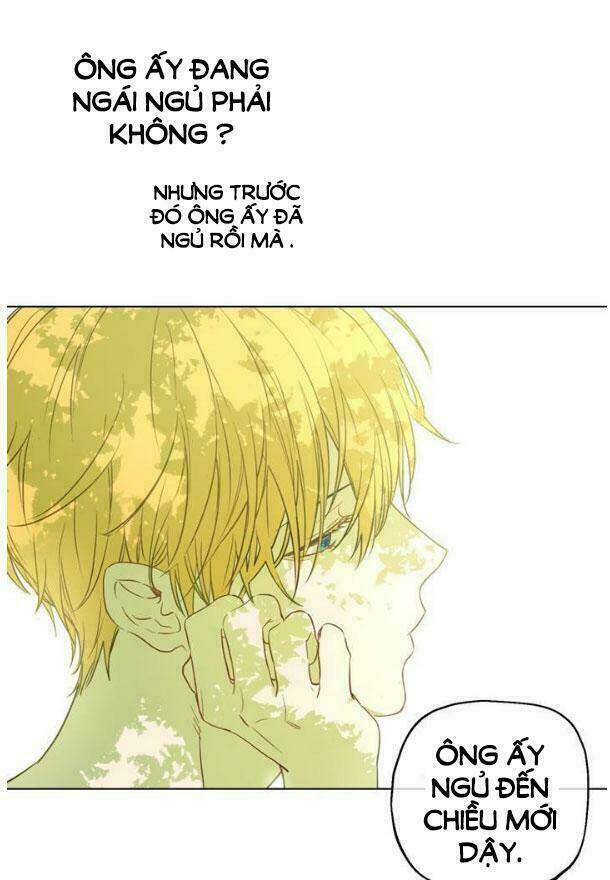 ÔNG ẤY ĐANG
NGÁI NGỦ PHẢI
KHÔNG ?
NHƯNG TRƯỚC
ĐÓ ÔNG ẤY ĐÃ
NGỦ RỒI MÀ .
ÔNG ẤY
NGỦ ĐẾN
CHIỀU MỚI
DẬY.